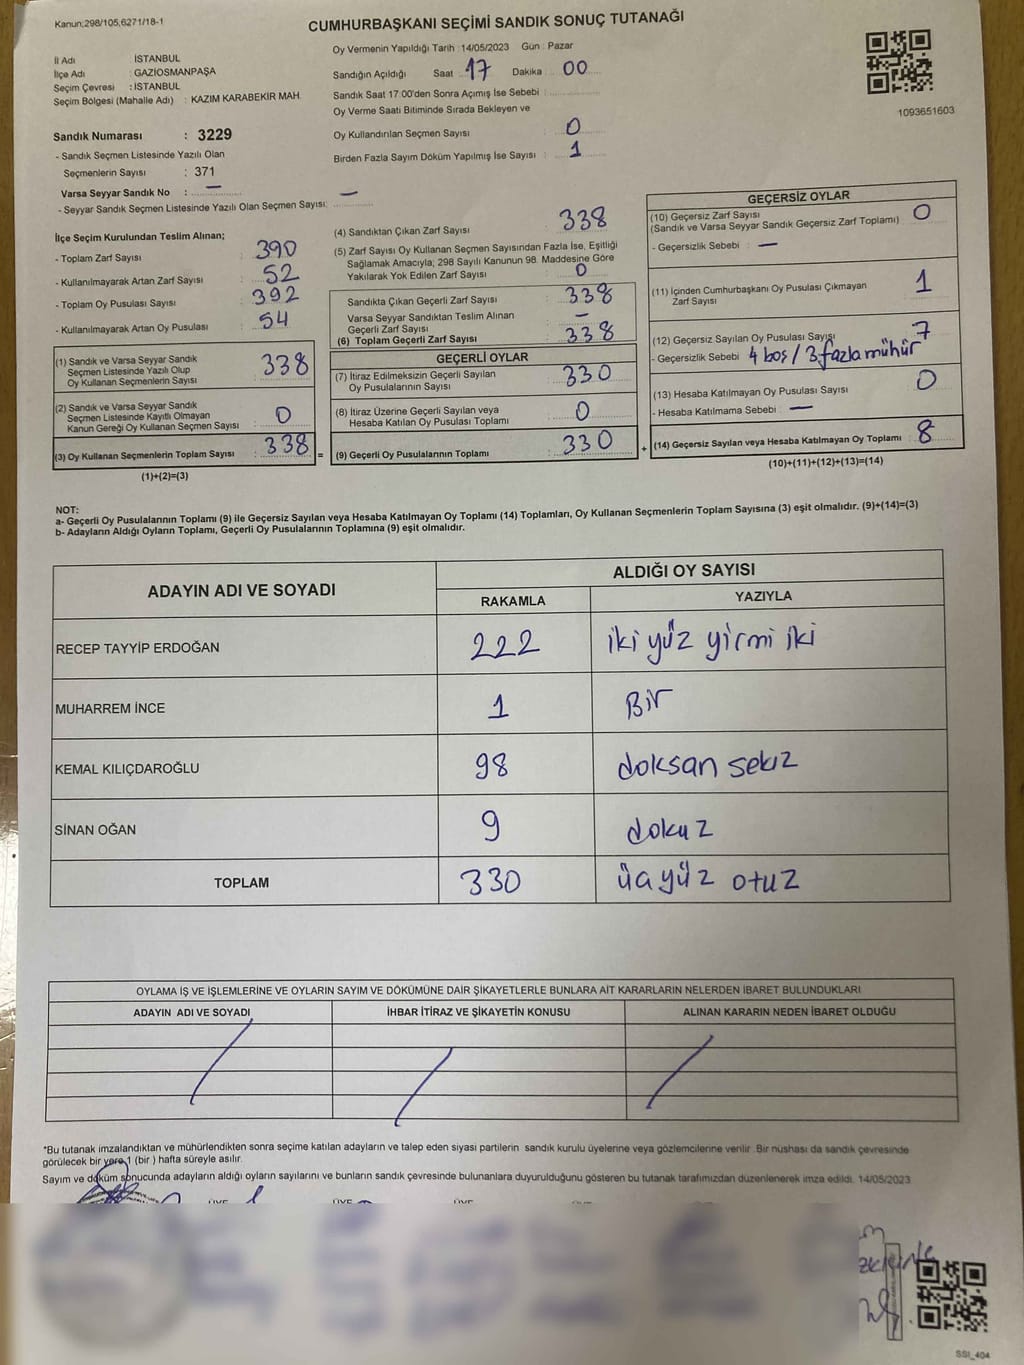 Kanun;298/105,6271/18-1
CUMHURBAŞKANI SEÇİMİ SANDIK SONUÇ TUTANAĞI
İl Adı : İSTANBUL
İlçe Adı : GAZİOSMANPAŞA
Seçim Çevresi : İSTANBUL
Seçim Bölgesi (Mahalle Adı) : KAZIM KARABEKİR MAH.
Sandık Numarası : 3229
- Sandık Seçmen Listesinde Yazılı Olan
Seçmenlerin Sayısı : 371
Varsa Seyyar Sandık No : —
- Seyyar Sandık Seçmen Listesinde Yazılı Olan Seçmen Sayısı: —
Oy Vermenin Yapıldığı Tarih : 14/05/2023 Gün : Pazar
Sandığın Açıldığı Saat : 17 Dakika : 00
Sandık Saat 17.00'den Sonra Açımış İse Sebebi :
Oy Verme Saati Bitiminde Sırada Bekleyen ve
Oy Kullandırılan Seçmen Sayısı : 0
Birden Fazla Sayım Döküm Yapılmış İse Sayısı : 1
1093651603
İlçe Seçim Kurulundan Teslim Alınan;
- Toplam Zarf Sayısı : 390
- Kullanılmayarak Artan Zarf Sayısı : 52
- Toplam Oy Pusulası Sayısı : 392
- Kullanılmayarak Artan Oy Pusulası : 54
(1) Sandık ve Varsa Seyyar Sandık
Seçmen Listesinde Yazılı Olup
Oy Kullanan Seçmenlerin Sayısı : 338
(2) Sandık ve Varsa Seyyar Sandık
Seçmen Listesinde Kayıtlı Olmayan
Kanun Gereği Oy Kullanan Seçmen Sayısı : 0
(3) Oy Kullanan Seçmenlerin Toplam Sayısı : 338 =
(1)+(2)=(3)
(4) Sandıktan Çıkan Zarf Sayısı : 338
(5) Zarf Sayısı Oy Kullanan Seçmen Sayısından Fazla İse, Eşitliği
Sağlamak Amacıyla; 298 Sayılı Kanunun 98. Maddesine Göre
Yakılarak Yok Edilen Zarf Sayısı : 0
Sandıkta Çıkan Geçerli Zarf Sayısı : 338
Varsa Seyyar Sandıktan Teslim Alınan
Geçerli Zarf Sayısı : —
(6) Toplam Geçerli Zarf Sayısı : 338
GEÇERLİ OYLAR
(7) İtiraz Edilmeksizin Geçerli Sayılan
Oy Pusulalarının Sayısı : 330
(8) İtiraz Üzerine Geçerli Sayılan veya
Hesaba Katılan Oy Pusulası Toplamı : 0
(9) Geçerli Oy Pusulalarının Toplamı : 330 +
GEÇERSİZ OYLAR
(10) Geçersiz Zarf Sayısı
(Sandık ve Varsa Seyyar Sandık Geçersiz Zarf Toplamı) : 0
- Geçersizlik Sebebi : —
(11) İçinden Cumhurbaşkanı Oy Pusulası Çıkmayan
Zarf Sayısı : 1
(12) Geçersiz Sayılan Oy Pusulası Sayısı : 7
- Geçersizlik Sebebi : 4 boş / 3 fazla mühür
(13) Hesaba Katılmayan Oy Pusulası Sayısı : 0
- Hesaba Katılmama Sebebi : —
(14) Geçersiz Sayılan veya Hesaba Katılmayan Oy Toplamı : 8
(10)+(11)+(12)+(13)=(14)
NOT:
a- Geçerli Oy Pusulalarının Toplamı (9) ile Geçersiz Sayılan veya Hesaba Katılmayan Oy Toplamı (14) Toplamları, Oy Kullanan Seçmenlerin Toplam Sayısına (3) eşit olmalıdır. (9)+(14)=(3)
b- Adayların Aldığı Oyların Toplamı, Geçerli Oy Pusulalarının Toplamına (9) eşit olmalıdır.
ADAYIN ADI VE SOYADI ALDIĞI OY SAYISI
RAKAMLA YAZIYLA
RECEP TAYYİP ERDOĞAN 222 iki yüz yirmi iki
MUHARREM İNCE 1 Bir
KEMAL KILIÇDAROĞLU 98 doksan sekiz
SİNAN OĞAN 9 dokuz
TOPLAM 330 üçyüz otuz
OYLAMA İŞ VE İŞLEMLERİNE VE OYLARIN SAYIM VE DÖKÜMÜNE DAİR ŞİKAYETLERLE BUNLARA AİT KARARLARIN NELERDEN İBARET BULUNDUKLARI
ADAYIN ADI VE SOYADI İHBAR İTİRAZ VE ŞİKAYETİN KONUSU ALINAN KARARIN NEDEN İBARET OLDUĞU
*Bu tutanak imzalandıktan ve mühürlendikten sonra seçime katılan adayların ve talep eden siyasi partilerin sandık kurulu üyelerine veya gözlemcilerine verilir. Bir nüshası da sandık çevresinde
görülecek bir yere 1 (bir ) hafta süreyle asılır.
Sayım ve döküm sonucunda adayların aldığı oyların sayılarını ve bunların sandık çevresinde bulunanlara duyurulduğunu gösteren bu tutanak tarafımızdan düzenlenerek imza edildi. 14/05/2023
ÜYE ÜYE ÜYE ÜYE
SSI_404